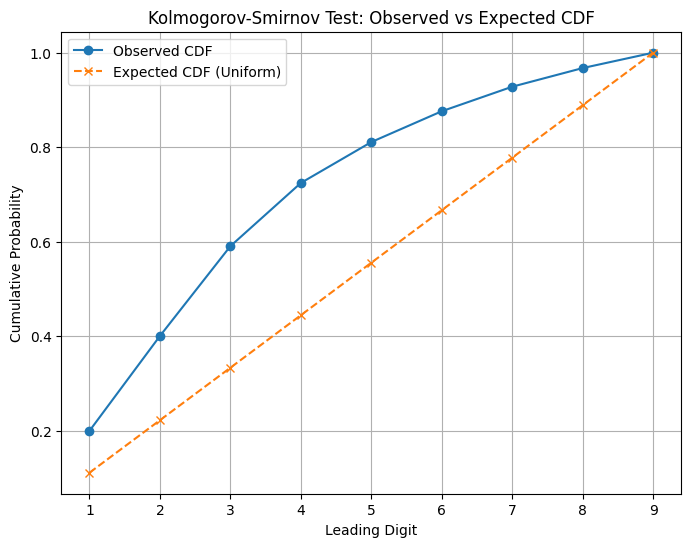 Kolmogorov-Smirnov Test: Observed vs Expected CDF
Observed CDF
Expected CDF (Uniform)
Cumulative Probability
1.0
0.8
0.6
0.4
0.2
1 2 3 4 5 6 7 8 9
Leading Digit